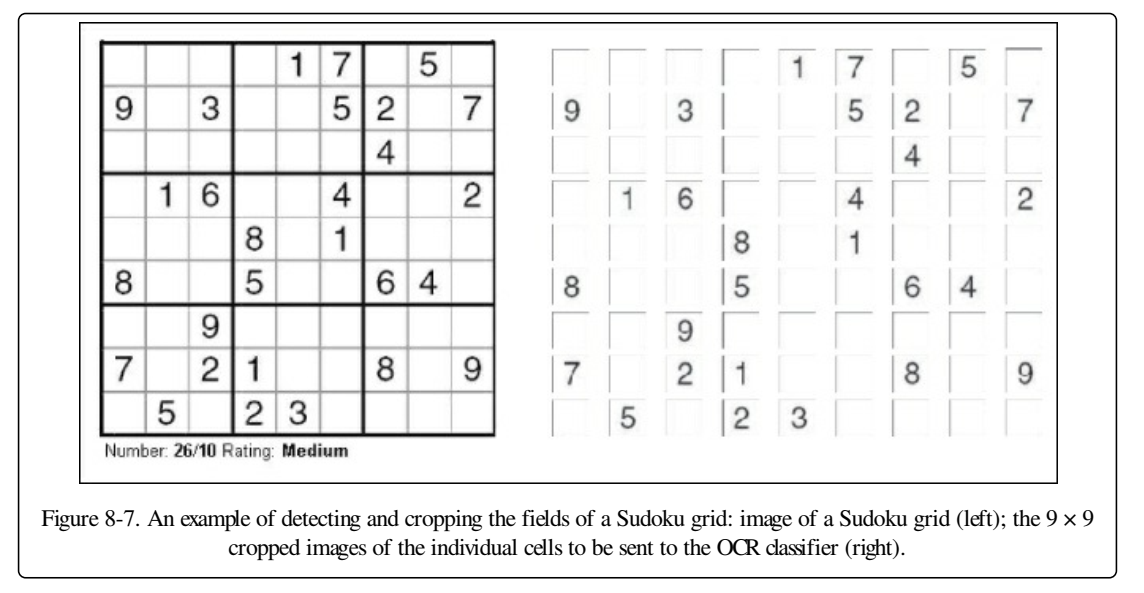 1 7 5
9 3 5 2 7
4
1 6 4 2
8 1
8 5 6 4
9
7 2 1 8 9
5 2 3
Number: 26/10 Rating: Medium
1 7 5
9 3 5 2 7
4
1 6 4 2
8 1
8 5 6 4
9
7 2 1 8 9
5 2 3
Figure 8-7. An example of detecting and cropping the fields of a Sudoku grid: image of a Sudoku grid (left); the 9 × 9
cropped images of the individual cells to be sent to the OCR classifier (right).